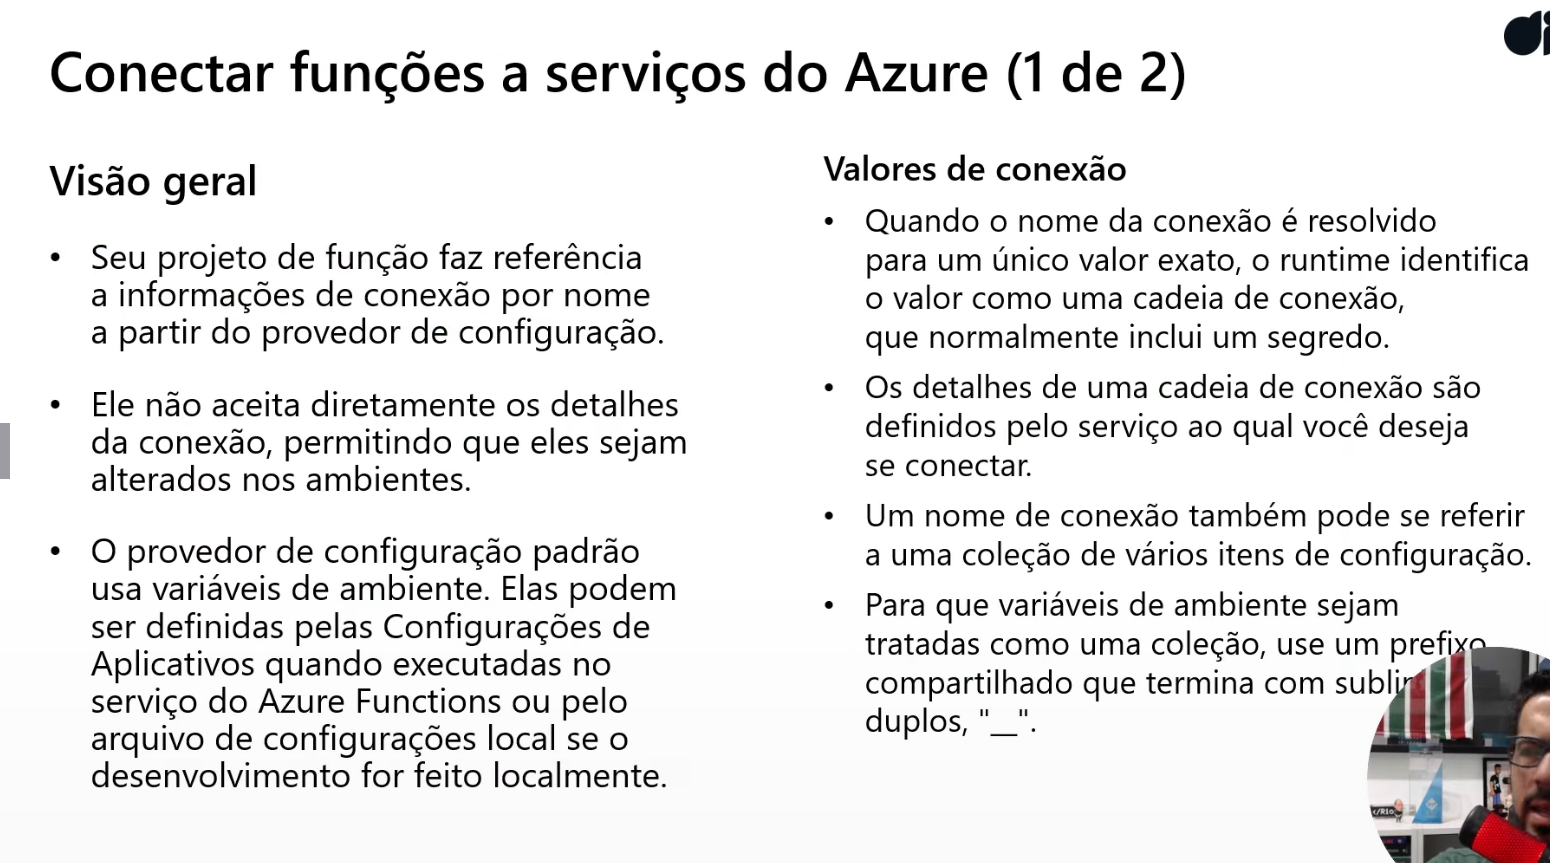 Conectar funções a serviços do Azure (1 de 2)
Visão geral
• Seu projeto de função faz referência
a informações de conexão por nome
a partir do provedor de configuração.
• Ele não aceita diretamente os detalhes
da conexão, permitindo que eles sejam
alterados nos ambientes.
• O provedor de configuração padrão
usa variáveis de ambiente. Elas podem
ser definidas pelas Configurações de
Aplicativos quando executadas no
serviço do Azure Functions ou pelo
arquivo de configurações local se o
desenvolvimento for feito localmente.
Valores de conexão
• Quando o nome da conexão é resolvido
para um único valor exato, o runtime identifica
o valor como uma cadeia de conexão,
que normalmente inclui um segredo.
• Os detalhes de uma cadeia de conexão são
definidos pelo serviço ao qual você deseja
se conectar.
• Um nome de conexão também pode se referir
a uma coleção de vários itens de configuração.
• Para que variáveis de ambiente sejam
tratadas como uma coleção, use um prefixo
compartilhado que termina com
duplos, "__".